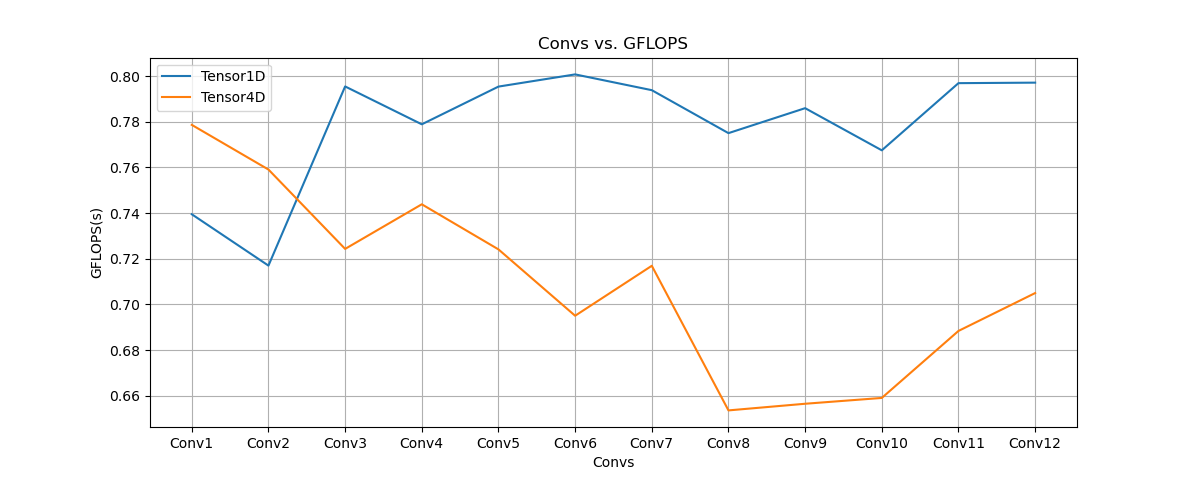 Convs vs. GFLOPS
Tensor1D
Tensor4D
GFLOPS(s)
0.80
0.78
0.76
0.74
0.72
0.70
0.68
0.66
Conv1 Conv2 Conv3 Conv4 Conv5 Conv6 Conv7 Conv8 Conv9 Conv10 Conv11 Conv12
Convs